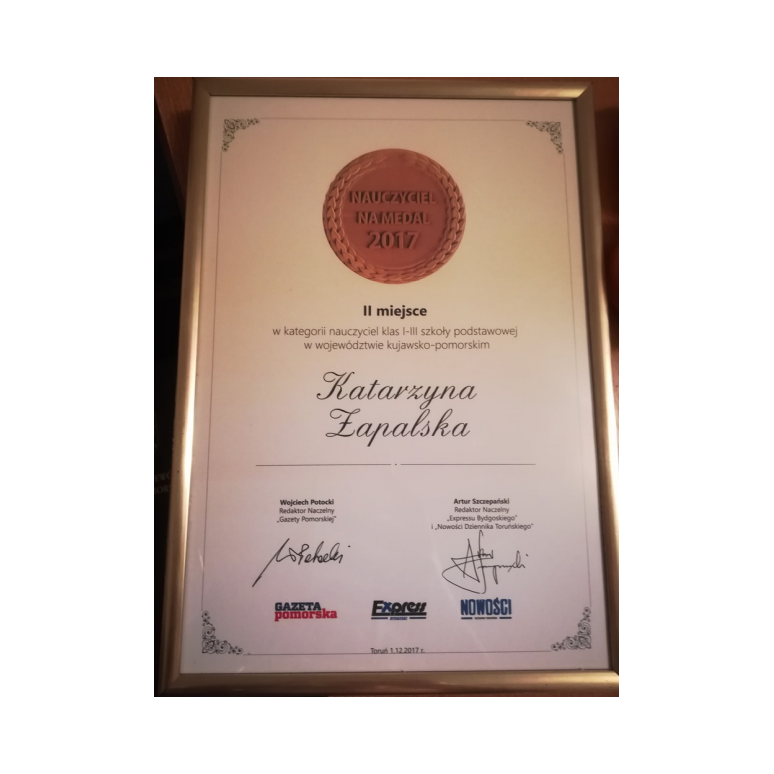 NAUCZYCIEL
NA MEDAL
2017
II miejsce
w kategorii nauczyciel klas I-III szkoły podstawowej
w województwie kujawsko-pomorskim
Katarzyna
Zapalska
Wojciech Potocki
Redaktor Naczelny
„Gazety Pomorskiej”
Artur Szczepański
Redaktor Naczelny
„Expressu Bydgoskiego”
i „Nowości Dziennika Toruńskiego”
GAZETA
pomorska
Express
NOWOŚCI
Toruń 1.12.2017 r.